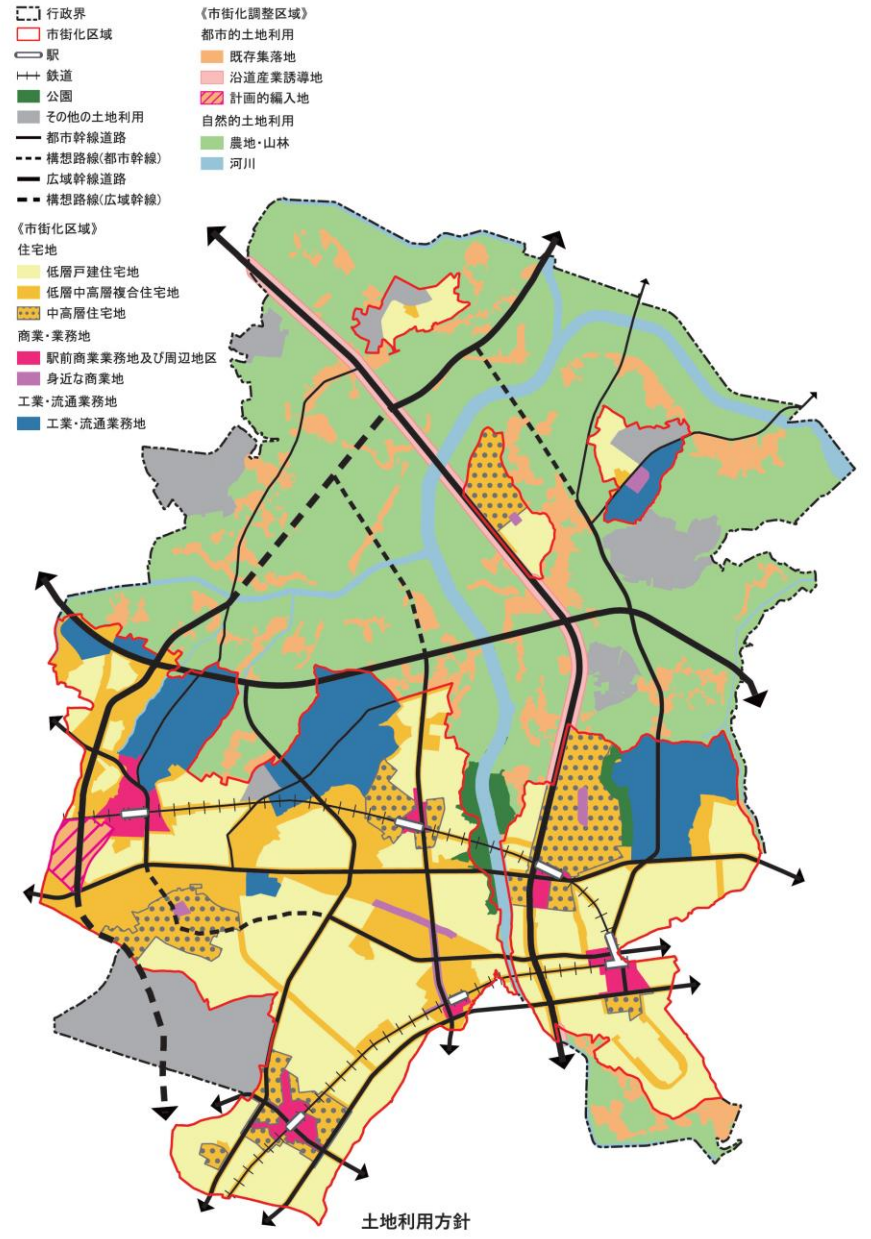 行政界
市街化区域
駅
鉄道
公園
その他の土地利用
都市幹線道路
構想路線(都市幹線)
広域幹線道路
構想路線(広域幹線)
《市街化区域》
住宅地
低層戸建住宅地
低層中高層複合住宅地
中高層住宅地
商業・業務地
駅前商業業務地及び周辺地区
身近な商業地
工業・流通業務地
工業・流通業務地
《市街化調整区域》
都市的土地利用
既存集落地
沿道産業誘導地
計画的編入地
自然的土地利用
農地・山林
河川
土地利用方針